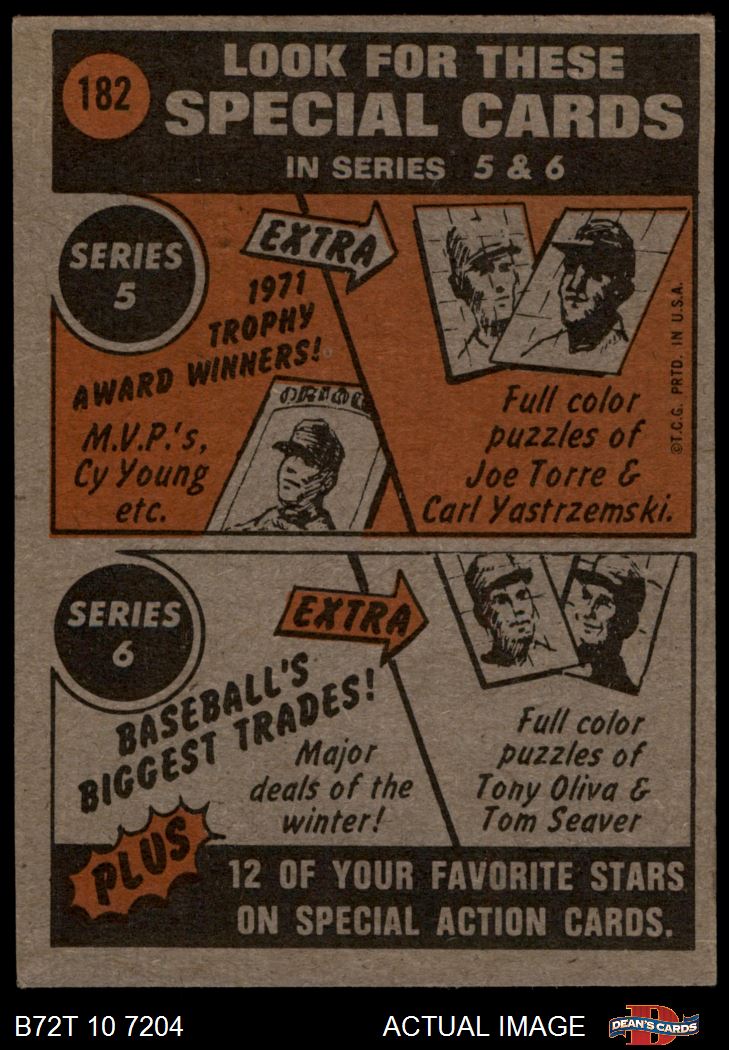 182
LOOK FOR THESE
SPECIAL CARDS
IN SERIES 5 & 6
SERIES
5
EXTRA
1971
TROPHY
AWARD WINNERS!
M.V.P.'s,
Cy Young
etc.
Full color
puzzles of
Joe Torre &
Carl Yastrzemski.
©T.C.G. PRTD. IN U.S.A.
SERIES
6
EXTRA
BASEBALL'S
BIGGEST TRADES!
Major
deals of the
winter!
Full color
puzzles of
Tony Oliva &
Tom Seaver
PLUS
12 OF YOUR FAVORITE STARS
ON SPECIAL ACTION CARDS.
B72T 10 7204
ACTUAL IMAGE
DEAN'S CARDS